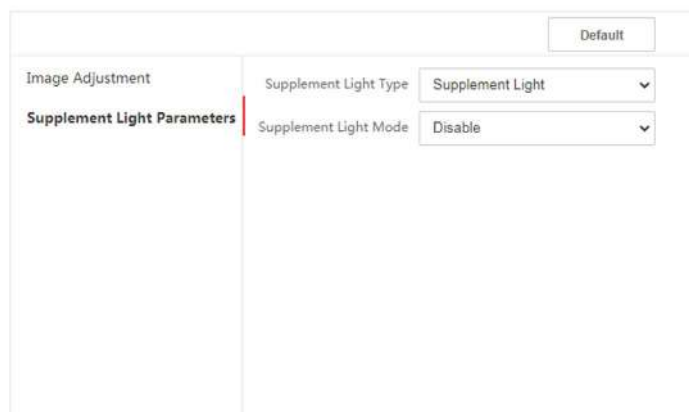 Default
Image Adjustment
Supplement Light Parameters
Supplement Light Type Supplement Light
Supplement Light Mode Disable